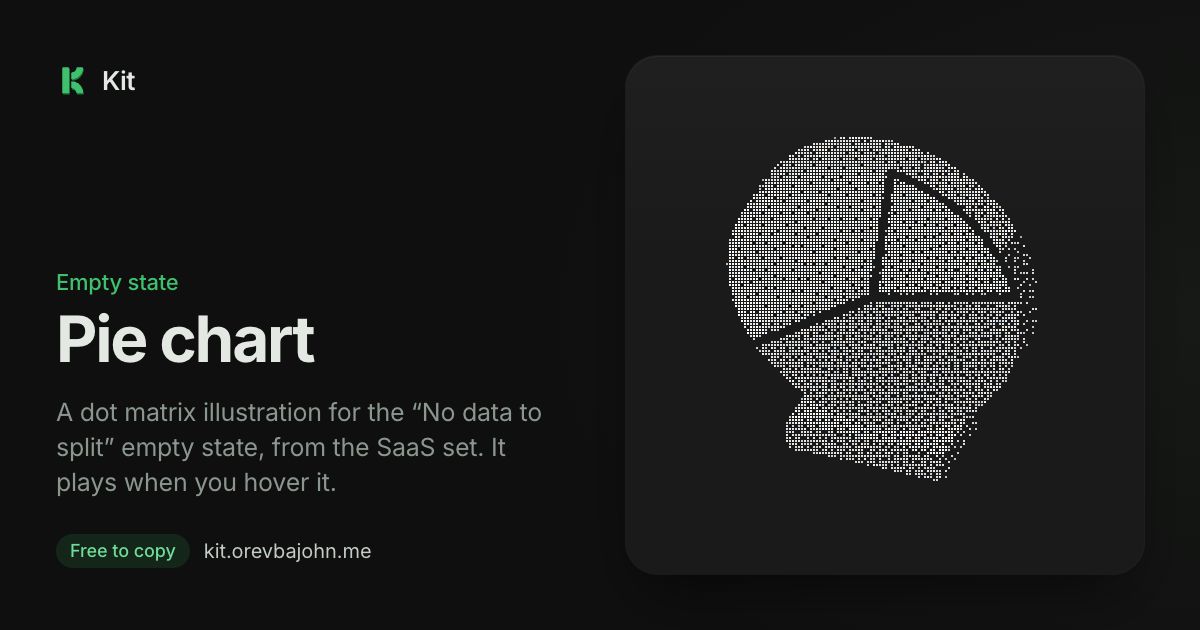 Kit
Empty state
Pie chart
A dot matrix illustration for the “No data to
split” empty state, from the SaaS set. It
plays when you hover it.
Free to copy
kit.orevbajohn.me